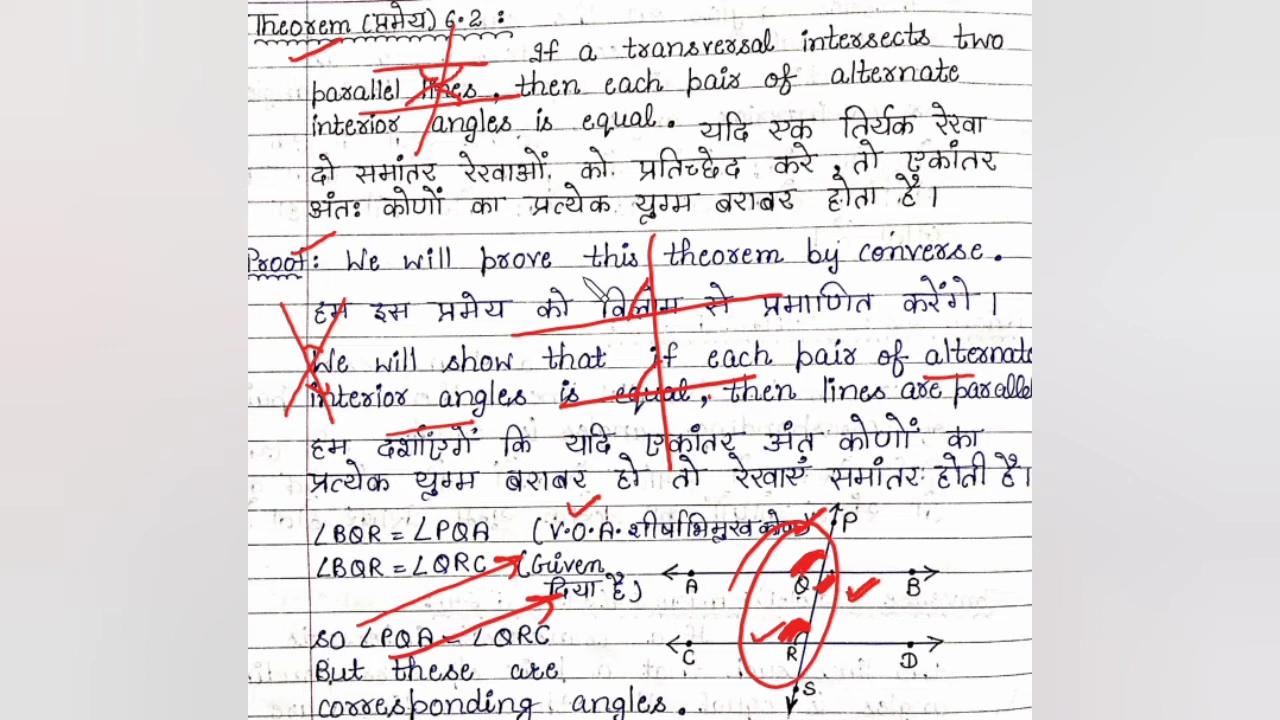 Theorem (प्रमेय) 6.2 :
If a transversal intersects two
parallel lines, then each pair of alternate
interior angles is equal. यदि एक तिर्यक रेखा
दो समांतर रेखाओं को प्रतिच्छेद करे, तो एकांतर
अंतः कोणों का प्रत्येक युग्म बराबर होता है।
Proof: We will prove this theorem by converse.
हम इस प्रमेय को विलोम से प्रमाणित करेंगे।
We will show that if each pair of alternate
interior angles is equal, then lines are parallel
हम दर्शाएंगें कि यदि एकांतर अंत कोणों का
प्रत्येक युग्म बराबर हो तो रेखाएँ समांतर होती है।
∠BQR = ∠PQA (V.O.A. शीर्षाभिमुख कोण)
∠BQR = ∠QRC (Given
दिया है)
so ∠PQA = ∠QRC
But these are
corresponding angles.
P
A Q B
C R D
S